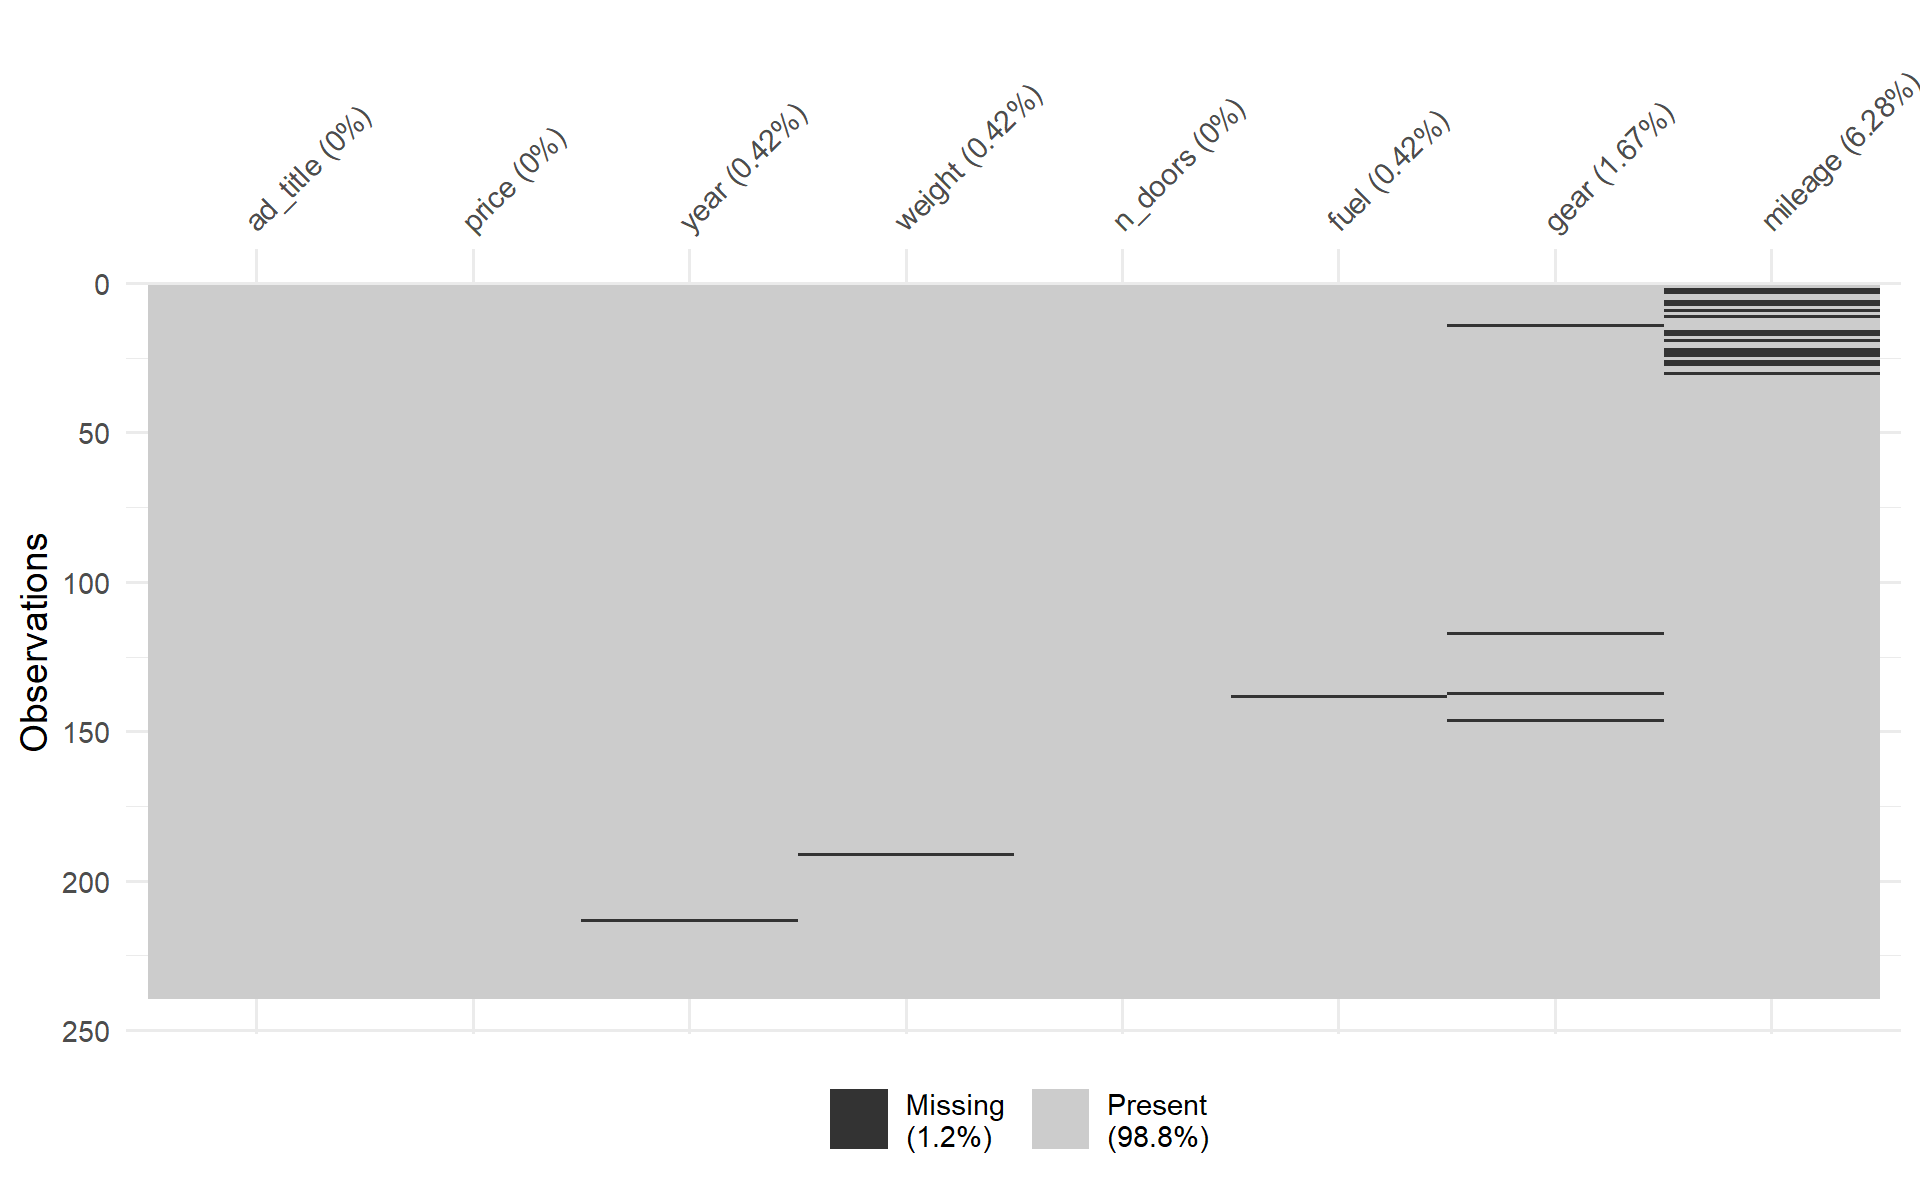 ad_title (0%)
price (0%)
year (0.42%)
weight (0.42%)
n_doors (0%)
fuel (0.42%)
gear (1.67%)
mileage (6.28%)
0
50
100
150
200
250
Observations
Missing
(1.2%)
Present
(98.8%)